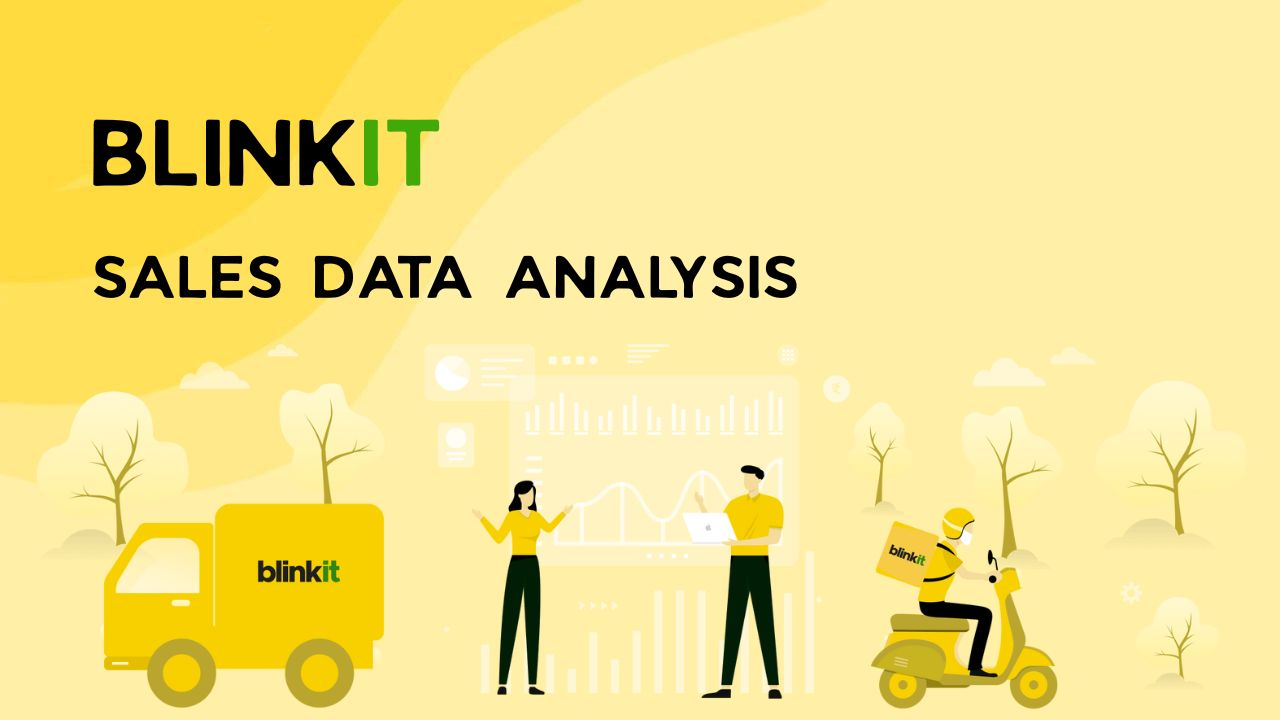 BLINKIT
SALES DATA ANALYSIS
₹
blinkit
blinkit